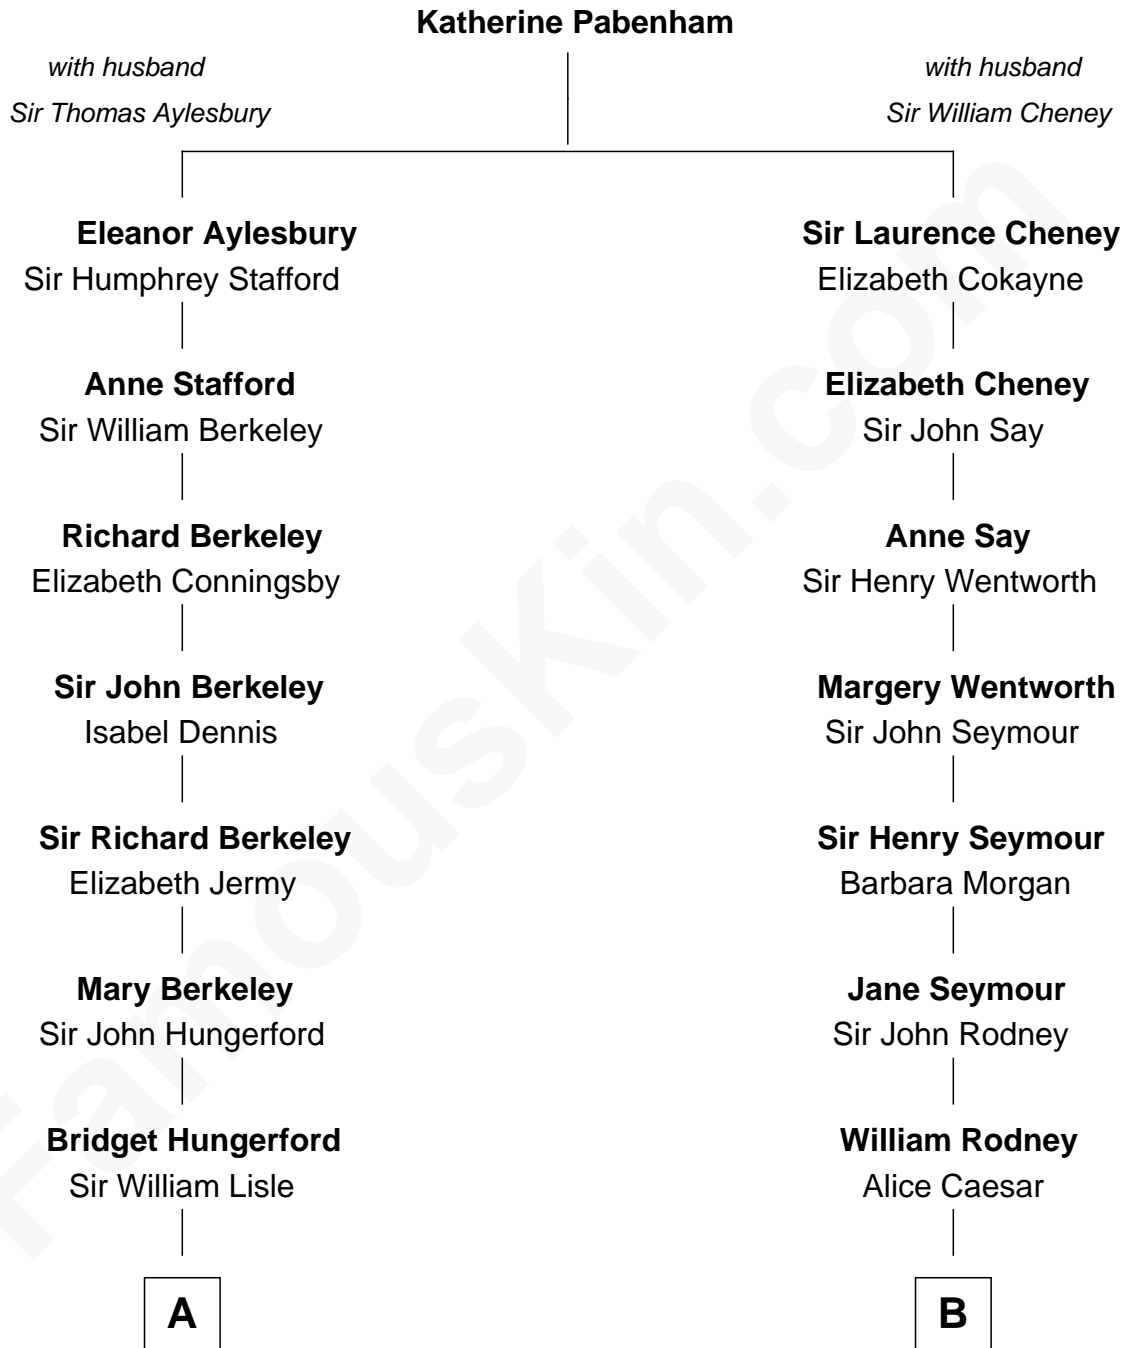 Katherine Pabenham
with husband
Sir Thomas Aylesbury
with husband
Sir William Cheney
Eleanor Aylesbury
Sir Humphrey Stafford
Sir Laurence Cheney
Elizabeth Cokayne
Anne Stafford
Sir William Berkeley
Elizabeth Cheney
Sir John Say
Richard Berkeley
Elizabeth Conningsby
Anne Say
Sir Henry Wentworth
Sir John Berkeley
Isabel Dennis
Margery Wentworth
Sir John Seymour
Sir Richard Berkeley
Elizabeth Jermy
Sir Henry Seymour
Barbara Morgan
Mary Berkeley
Sir John Hungerford
Jane Seymour
Sir John Rodney
Bridget Hungerford
Sir William Lisle
William Rodney
Alice Caesar
A
B
FamousKin.com